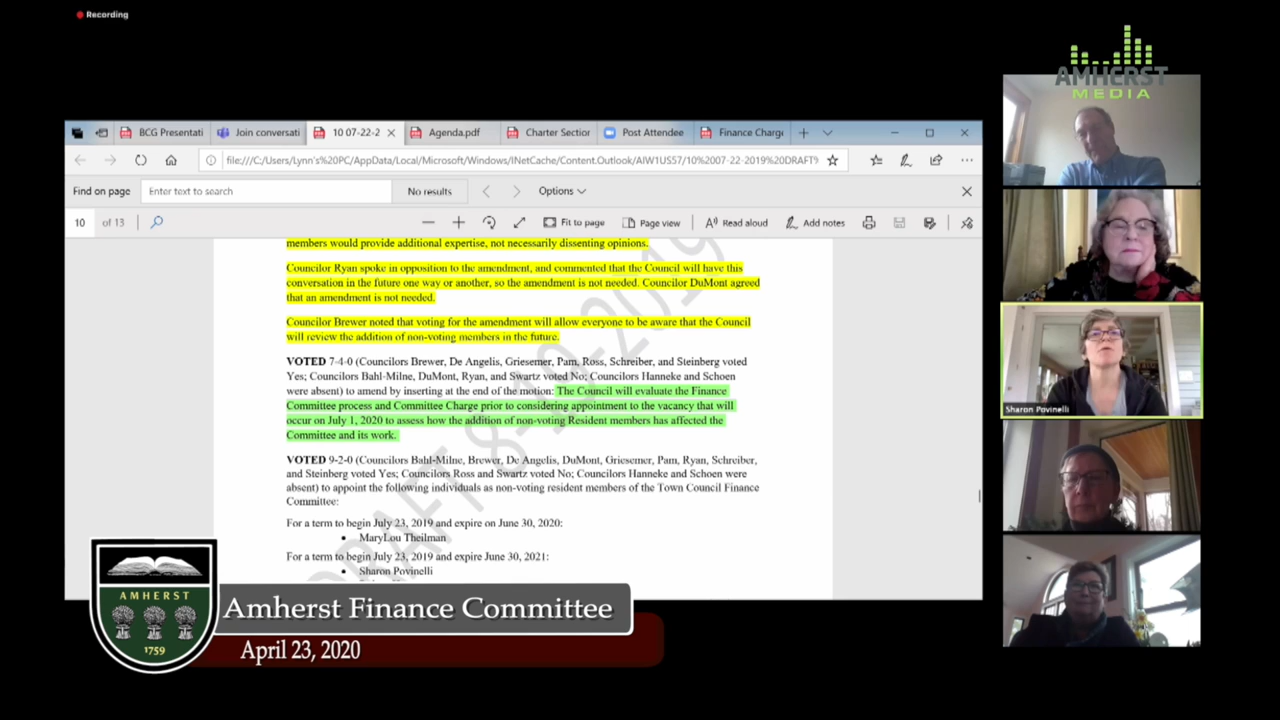 Recording
AMHERST
MEDIA
BCG Presentati
Join conversati
10 07-22-2
Agenda.pdf
Charter Section
Post Attendee
Finance Charge
file:///C:/Users/Lynn's%20PC/AppData/Local/Microsoft/Windows/INetCache/Content.Outlook/AIW1US57/10%2007-22-2019%20DRAFT%
Find on page
Enter text to search
No results
Options
10 of 13
Fit to page
Page view
Read aloud
Add notes
members would provide additional expertise, not necessarily dissenting opinions.
Councilor Ryan spoke in opposition to the amendment, and commented that the Council will have this
conversation in the future one way or another, so the amendment is not needed. Councilor DuMont agreed
that an amendment is not needed.
Councilor Brewer noted that voting for the amendment will allow everyone to be aware that the Council
will review the addition of non-voting members in the future.
VOTED 7-4-0 (Councilors Brewer, De Angelis, Griesemer, Pam, Ross, Schreiber, and Steinberg voted
Yes; Councilors Bahl-Milne, DuMont, Ryan, and Swartz voted No; Councilors Hanneke and Schoen
were absent) to amend by inserting at the end of the motion: The Council will evaluate the Finance
Committee process and Committee Charge prior to considering appointment to the vacancy that will
occur on July 1, 2020 to assess how the addition of non-voting Resident members has affected the
Committee and its work.
VOTED 9-2-0 (Councilors Bahl-Milne, Brewer, De Angelis, DuMont, Griesemer, Pam, Ryan, Schreiber,
and Steinberg voted Yes; Councilors Ross and Swartz voted No; Councilors Hanneke and Schoen were
absent) to appoint the following individuals as non-voting resident members of the Town Council Finance
Committee:
For a term to begin July 23, 2019 and expire on June 30, 2020:
• MaryLou Theilman
For a term to begin July 23, 2019 and expire June 30, 2021:
• Sharon Povinelli
DRAFT 8-19-2019
Sharon Povinelli
AMHERST
1759
Amherst Finance Committee
April 23, 2020